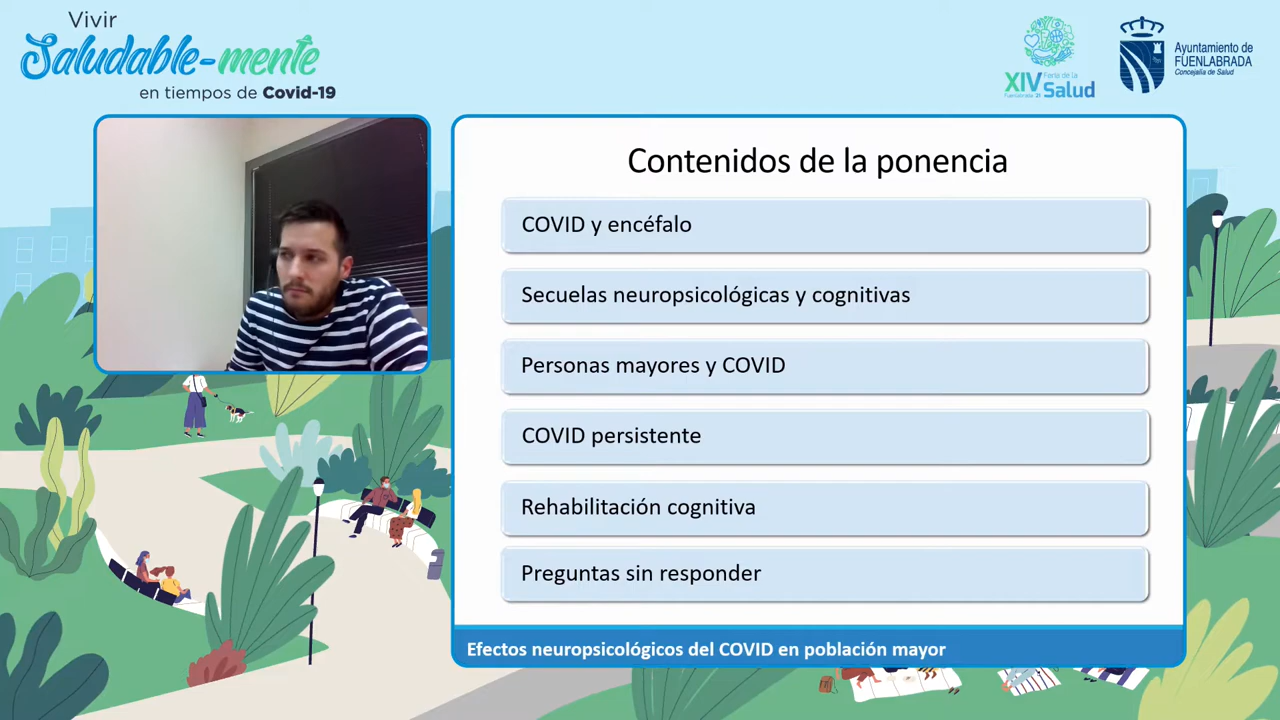 Vivir
Saludable-mente
en tiempos de Covid-19
XIV Feria de la
Fuenlabrada 21 Salud
Ayuntamiento de
FUENLABRADA
Concejalía de Salud
Contenidos de la ponencia
COVID y encéfalo
Secuelas neuropsicológicas y cognitivas
Personas mayores y COVID
COVID persistente
Rehabilitación cognitiva
Preguntas sin responder
Efectos neuropsicológicos del COVID en población mayor